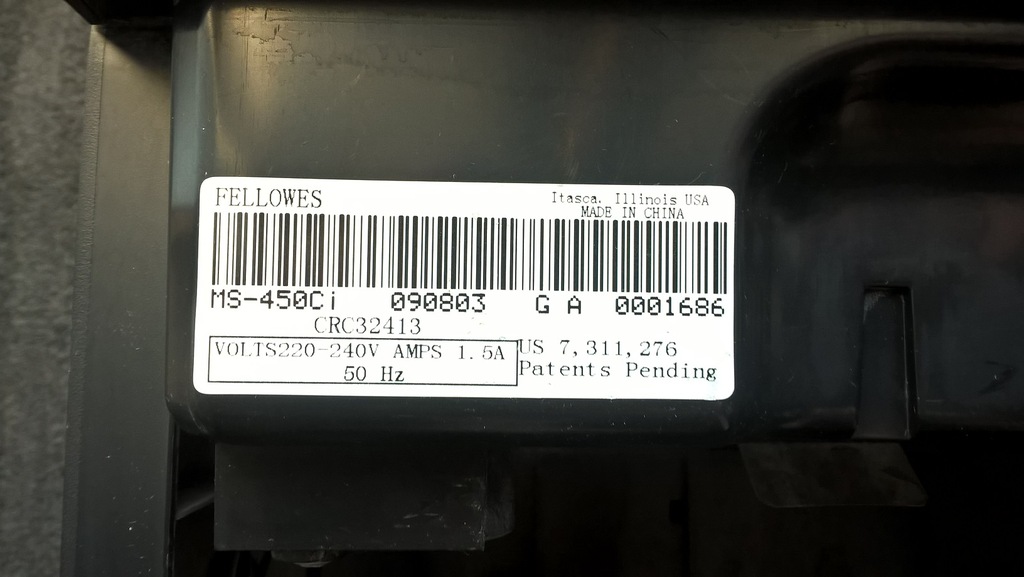 FELLOWES
Itasca. Illinois USA
MADE IN CHINA
MS-450Ci 090803 G A 0001686
CRC32413
VOLTS220-240V AMPS 1.5A
50 Hz
US 7,311,276
Patents Pending